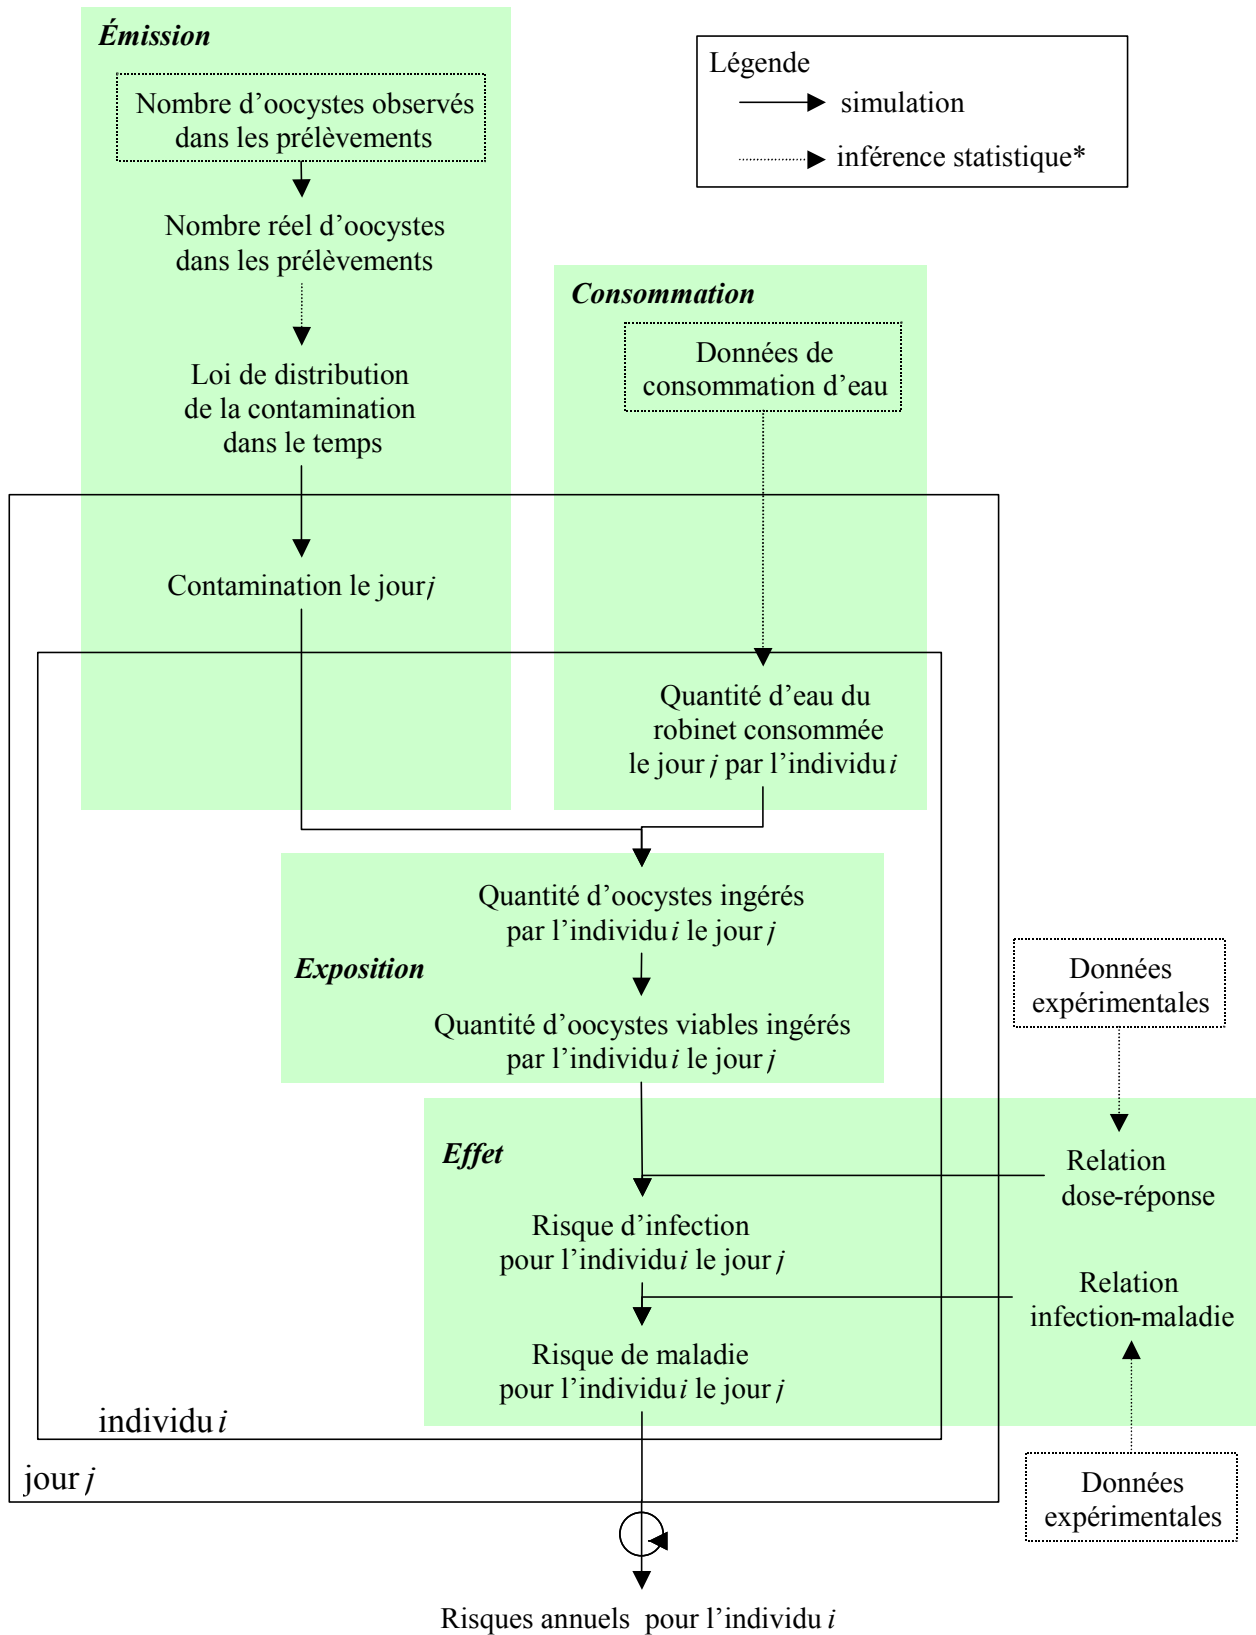 Émission
Nombre d’oocystes observés
dans les prélèvements
Nombre réel d’oocystes
dans les prélèvements
Loi de distribution
de la contamination
dans le temps
Contamination le jour j
Légende
simulation
inférence statistique*
Consommation
Données de
consommation d’eau
Quantité d’eau du
robinet consommée
le jour j par l’individu i
Quantité d’oocystes ingérés
par l’individu i le jour j
Exposition
Quantité d’oocystes viables ingérés
par l’individu i le jour j
Données
expérimentales
Effet
Relation
dose-réponse
Risque d’infection
pour l’individu i le jour j
Relation
infection-maladie
Risque de maladie
pour l’individu i le jour j
individu i
jour j
Données
expérimentales
Risques annuels pour l’individu i